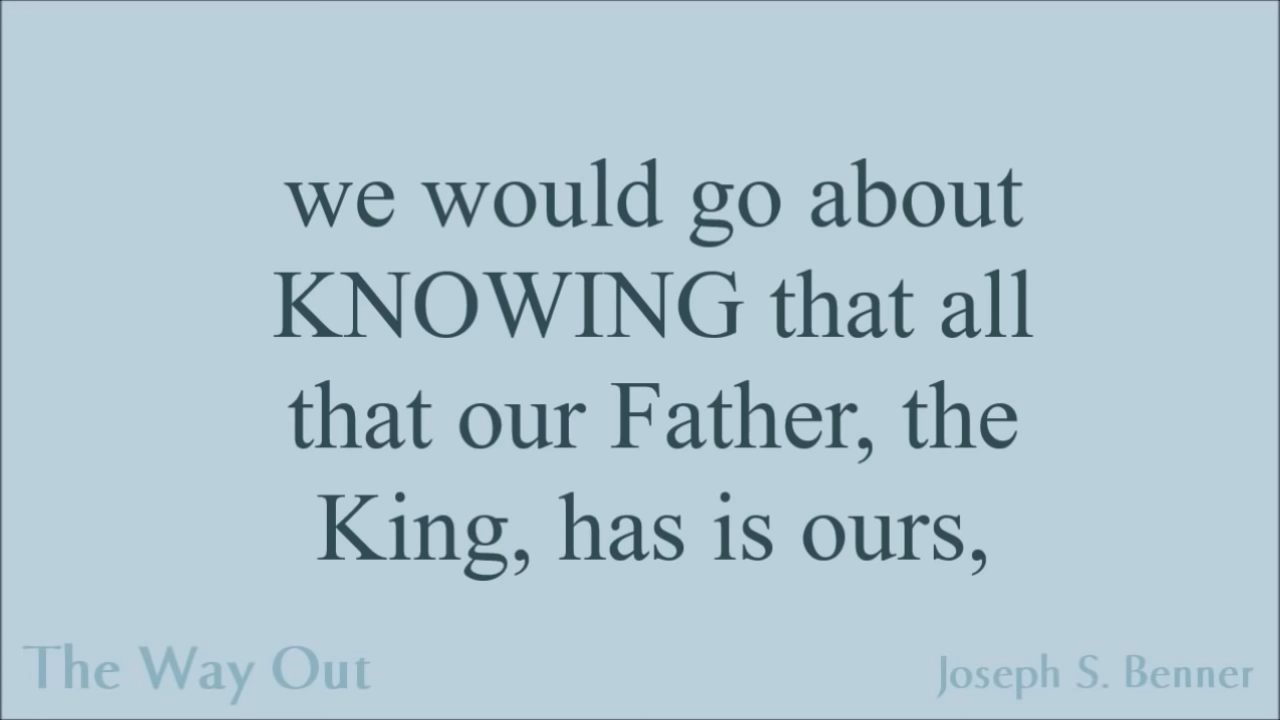 we would go about
KNOWING that all
that our Father, the
King, has is ours,
The Way Out
Joseph S. Benner